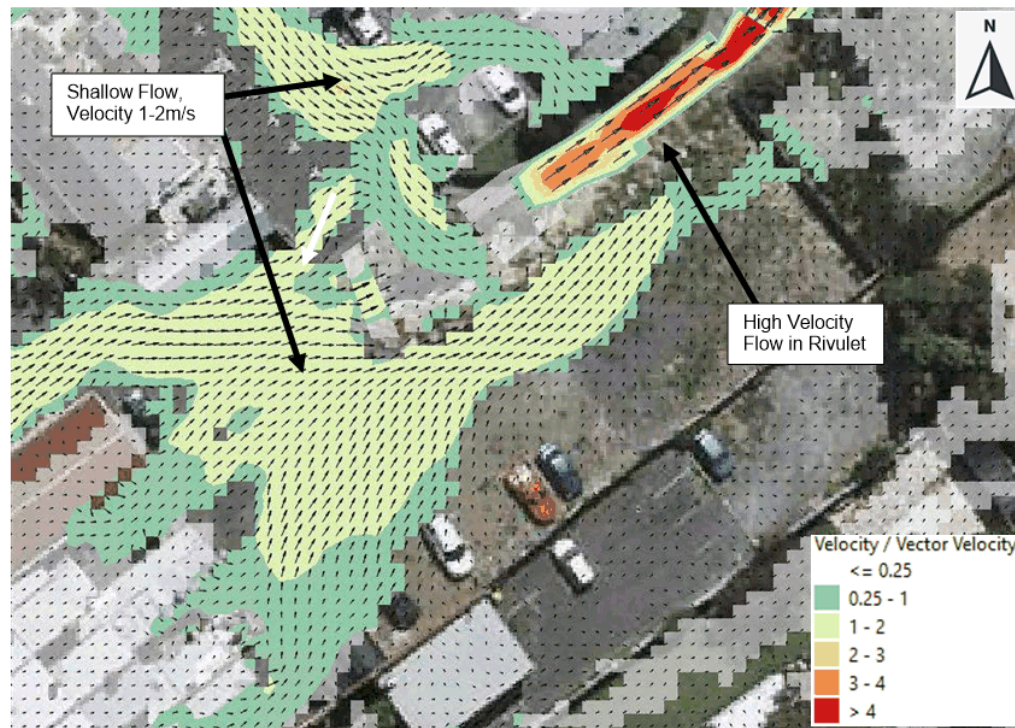 N
Shallow Flow,
Velocity 1-2m/s
High Velocity
Flow in Rivulet
Velocity / Vector Velocity
<= 0.25
0.25 - 1
1 - 2
2 - 3
3 - 4
> 4